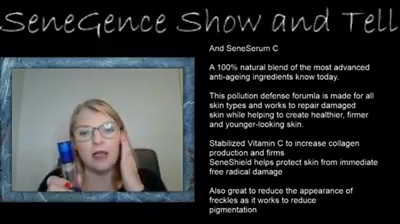 SeneGence Show and Tell
And SeneSerum C
A 100% natural blend of the most advanced
anti-ageing ingredients know today.
This pollution defense forumla is made for all
skin types and works to repair damaged
skin while helping to create healthier, firmer
and younger-looking skin.
Stabilized Vitamin C to increase collagen
production and firms
SeneShield helps protect skin from immediate
free radical damage
Also great to reduce the appearance of
freckles as it works to reduce
pigmentation